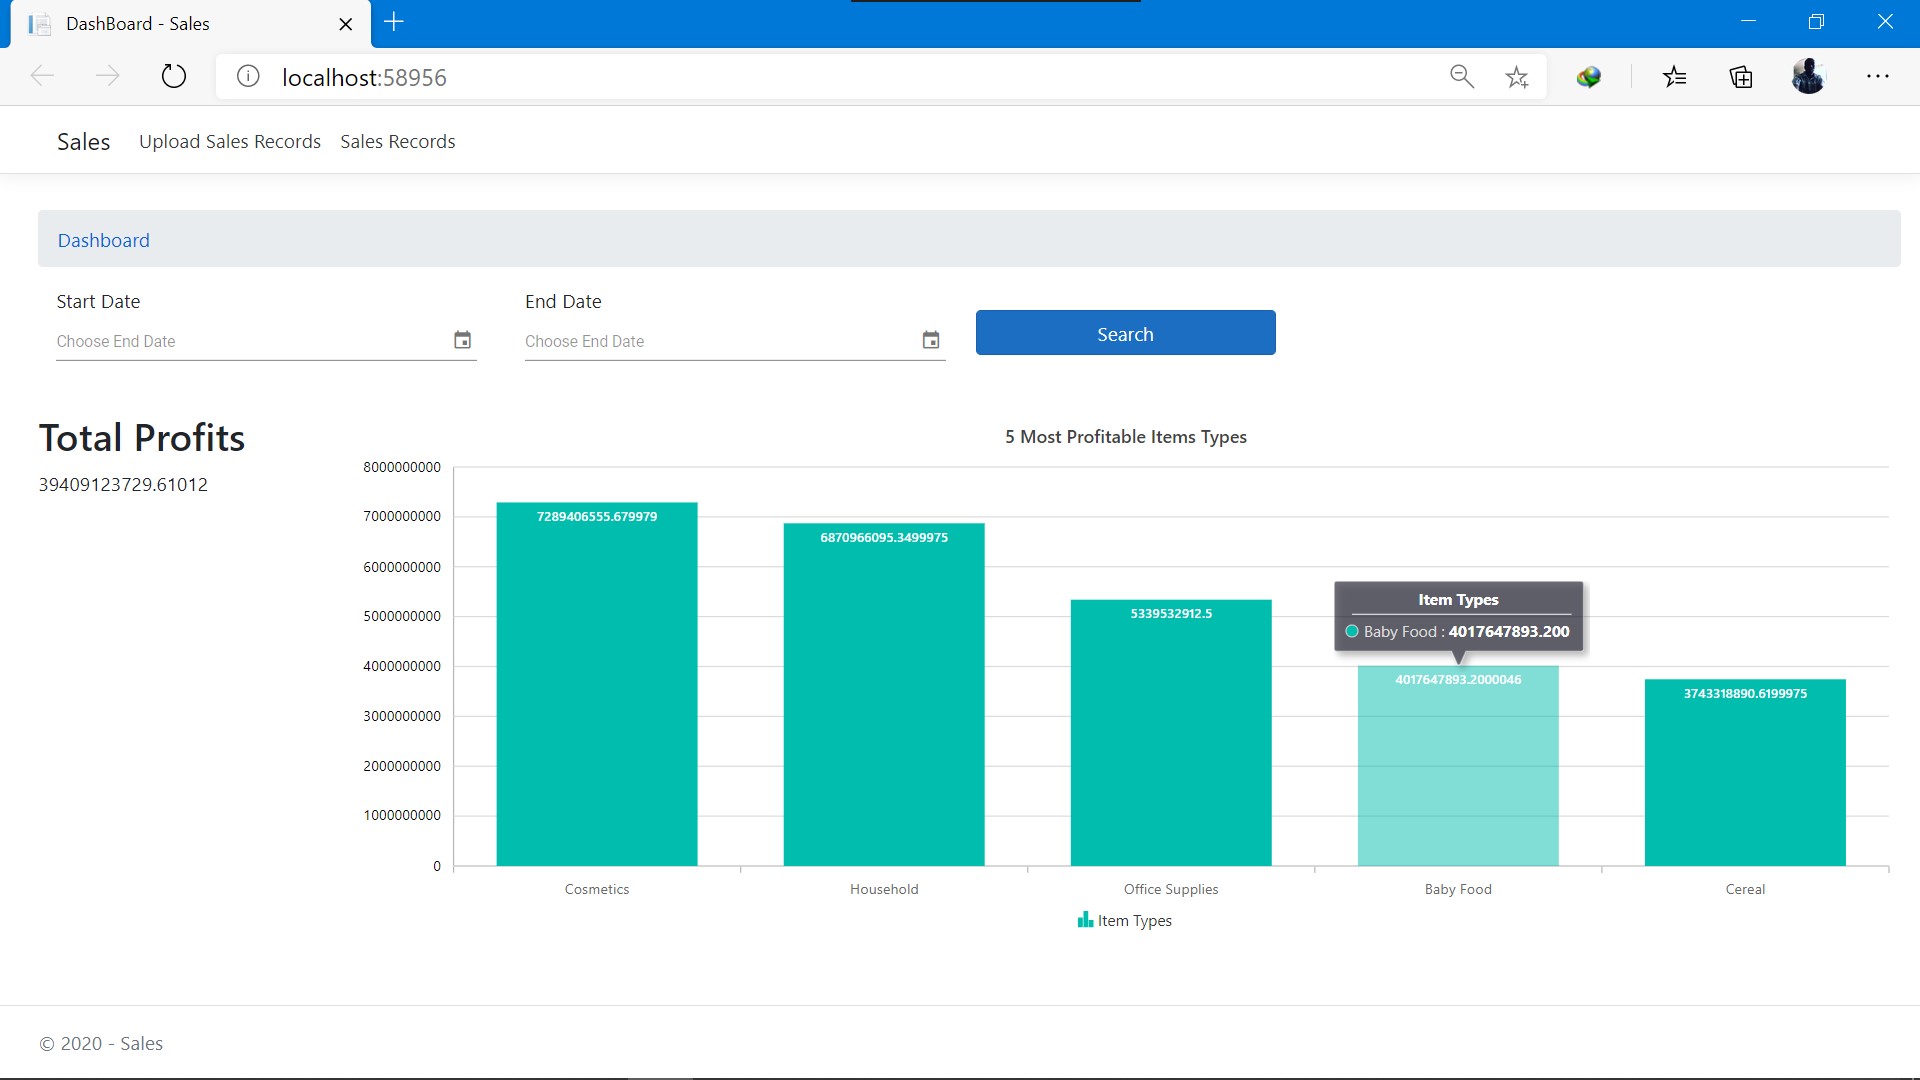 DashBoard - Sales
localhost:58956
Sales Upload Sales Records Sales Records
Dashboard
Start Date
Choose End Date
End Date
Choose End Date
Search
Total Profits
39409123729.61012
5 Most Profitable Items Types
8000000000
7000000000
6000000000
5000000000
4000000000
3000000000
2000000000
1000000000
0
7289406555.679979
6870966095.3499975
5339532912.5
Item Types
Baby Food : 4017647893.200
4017647893.2000046
3743318890.6199975
Cosmetics
Household
Office Supplies
Baby Food
Cereal
Item Types
© 2020 - Sales